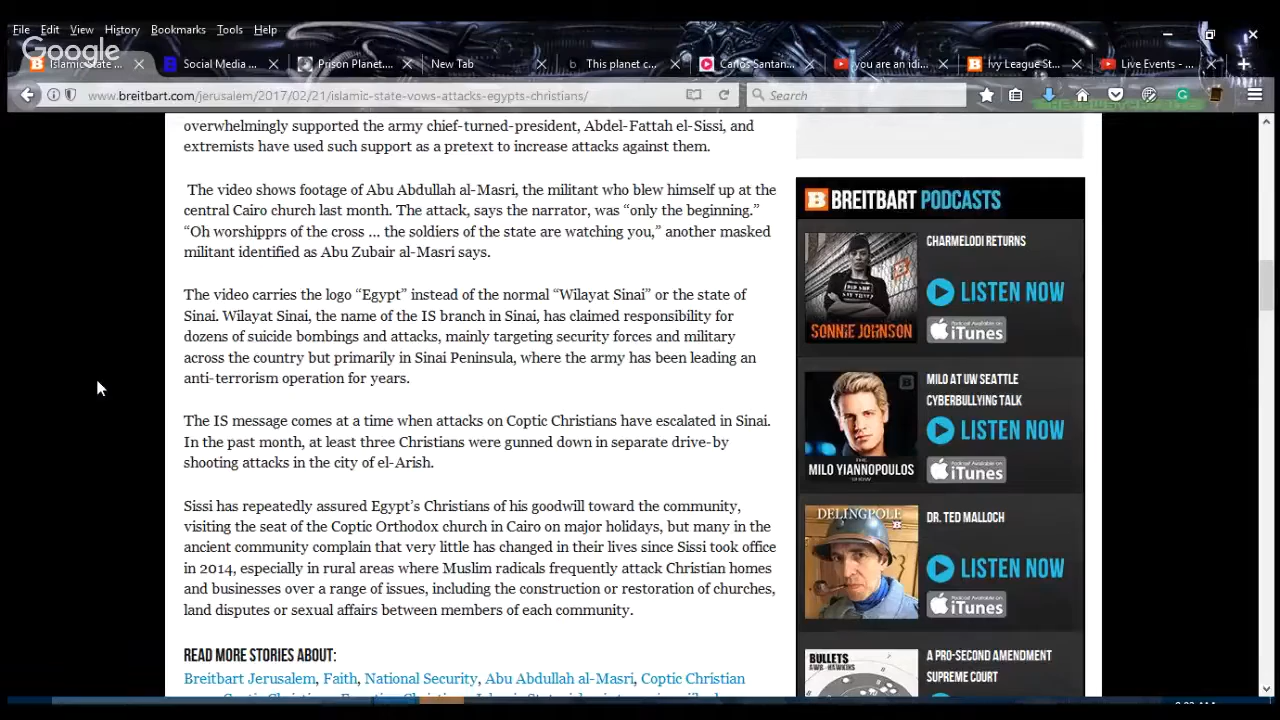 File Edit View History Bookmarks Tools Help
Google
Islamic State ... Social Media ... Prison Planet.... New Tab This planet c... Carlos Santan... you are an idi... Ivy League St... Live Events - ...
www.breitbart.com/jerusalem/2017/02/21/islamic-state-vows-attacks-egypts-christians/ Search
overwhelmingly supported the army chief-turned-president, Abdel-Fattah el-Sissi, and
extremists have used such support as a pretext to increase attacks against them.
The video shows footage of Abu Abdullah al-Masri, the militant who blew himself up at the
central Cairo church last month. The attack, says the narrator, was “only the beginning.”
“Oh worshipprs of the cross ... the soldiers of the state are watching you,” another masked
militant identified as Abu Zubair al-Masri says.
The video carries the logo “Egypt” instead of the normal “Wilayat Sinai” or the state of
Sinai. Wilayat Sinai, the name of the IS branch in Sinai, has claimed responsibility for
dozens of suicide bombings and attacks, mainly targeting security forces and military
across the country but primarily in Sinai Peninsula, where the army has been leading an
anti-terrorism operation for years.
The IS message comes at a time when attacks on Coptic Christians have escalated in Sinai.
In the past month, at least three Christians were gunned down in separate drive-by
shooting attacks in the city of el-Arish.
Sissi has repeatedly assured Egypt’s Christians of his goodwill toward the community,
visiting the seat of the Coptic Orthodox church in Cairo on major holidays, but many in the
ancient community complain that very little has changed in their lives since Sissi took office
in 2014, especially in rural areas where Muslim radicals frequently attack Christian homes
and businesses over a range of issues, including the construction or restoration of churches,
land disputes or sexual affairs between members of each community.
READ MORE STORIES ABOUT:
Breitbart Jerusalem, Faith, National Security, Abu Abdullah al-Masri, Coptic Christian
B BREITBART PODCASTS
CHARMELODI RETURNS
LISTEN NOW
SONNIE JOHNSON
iTunes
MILO AT UW SEATTLE
CYBERBULLYING TALK
LISTEN NOW
MILO YIANNOPOULOS
iTunes
DELINGPOLE
DR. TED MALLOCH
LISTEN NOW
iTunes
BULLETS
A PRO-SECOND AMENDMENT
AWR HAWKINS
SUPREME COURT